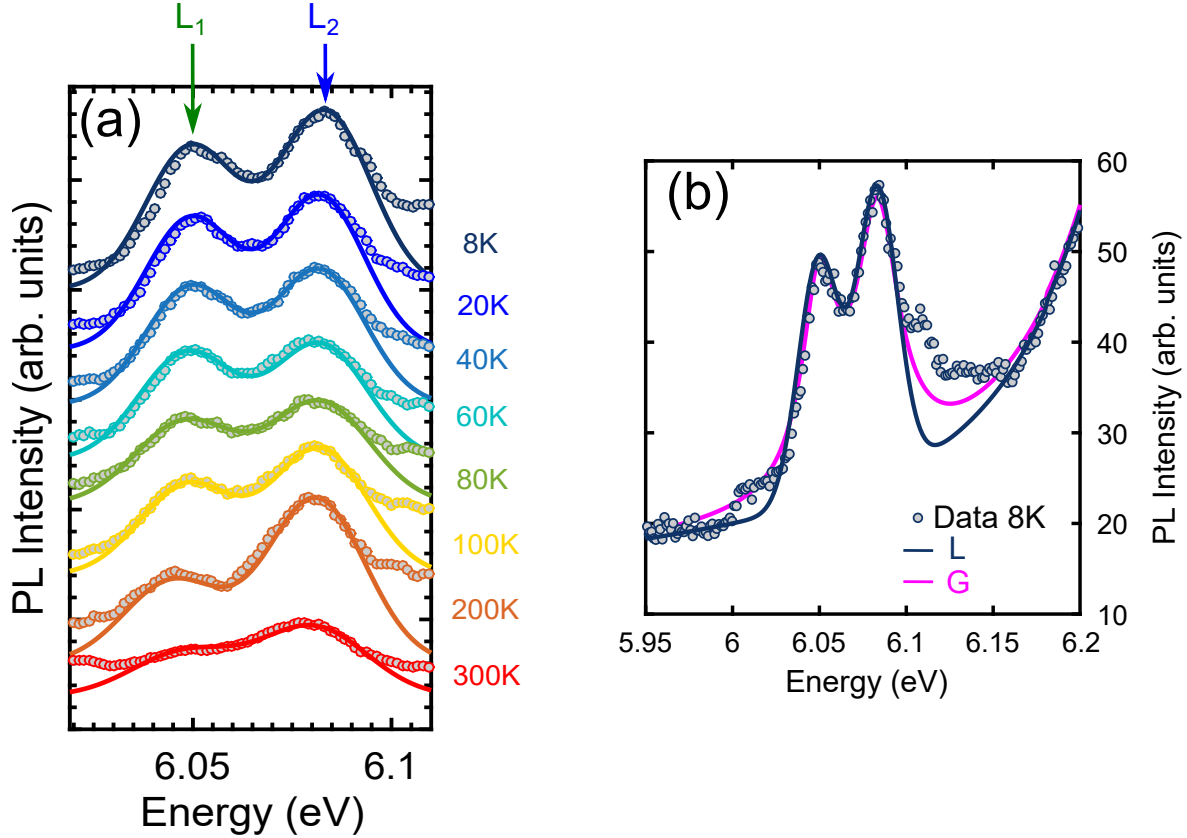 L₁ L₂
(a)
8K
20K
40K
60K
80K
100K
200K
300K
PL Intensity (arb. units)
6.05 6.1
Energy (eV)
(b)
60
50
40
30
20
10
PL Intensity (arb. units)
Data 8K
L
G
5.95 6 6.05 6.1 6.15 6.2
Energy (eV)